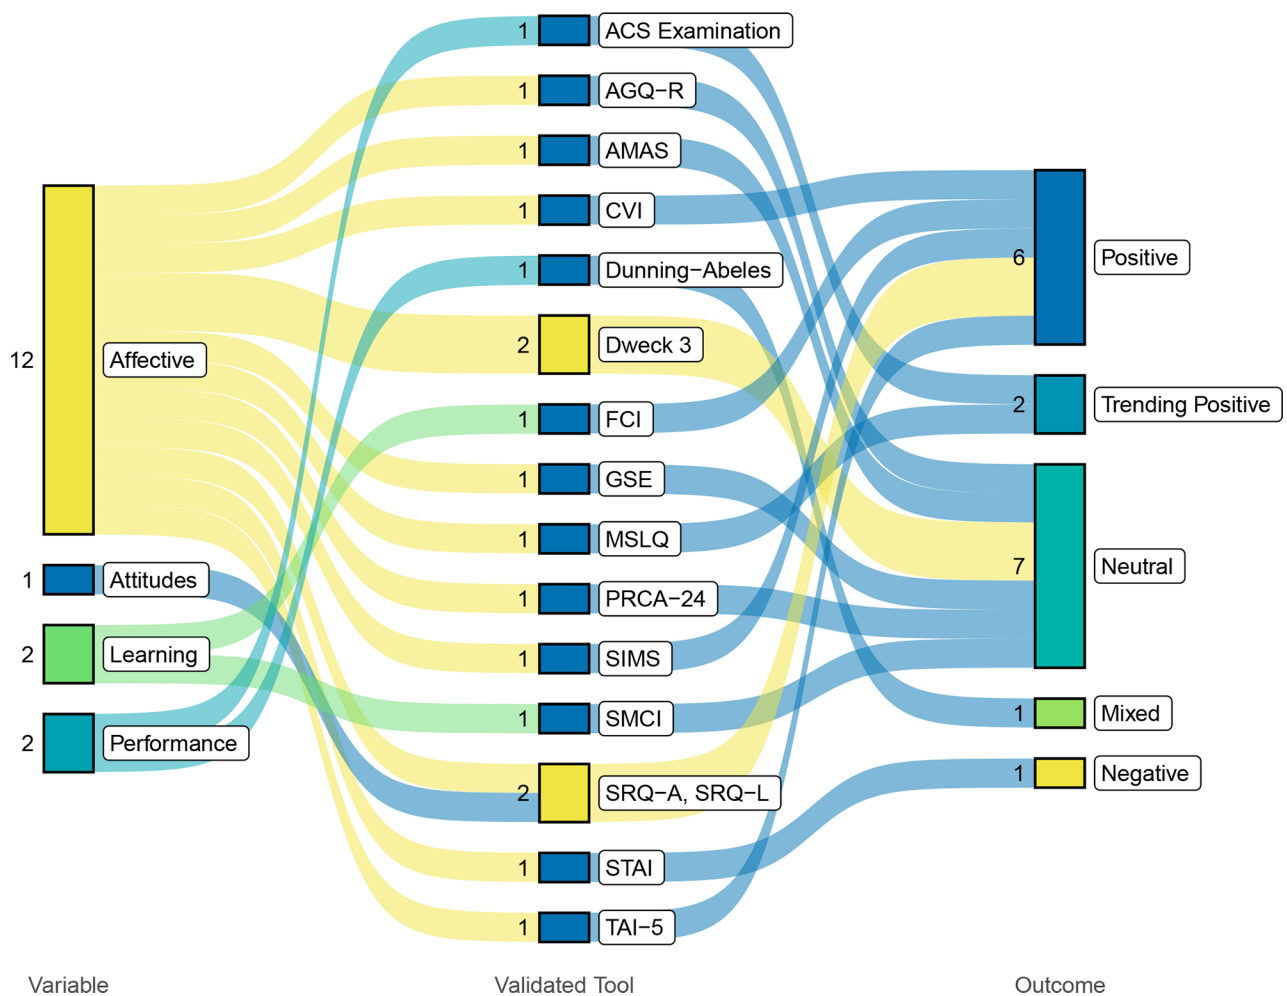 1 ACS Examination
1 AGQ−R
1 AMAS
1 CVI
1 Dunning−Abeles
2 Dweck 3
1 FCI
1 GSE
1 MSLQ
1 PRCA−24
1 SIMS
1 SMCI
2 SRQ−A, SRQ−L
1 STAI
1 TAI−5
12 Affective
1 Attitudes
2 Learning
2 Performance
6 Positive
2 Trending Positive
7 Neutral
1 Mixed
1 Negative
Variable
Validated Tool
Outcome